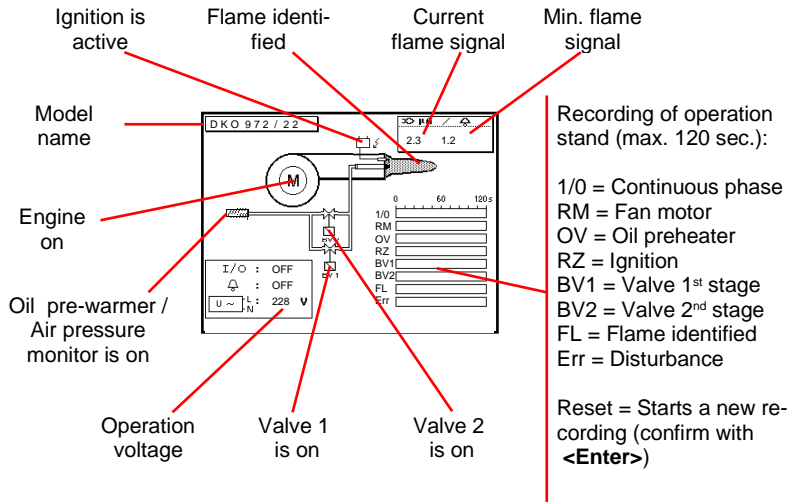 Ignition is
active
Flame identi-
fied
Current
flame signal
Min. flame
signal
Model
name
DKO 972 / 22
µA /
2.3 1.2
M
Engine
on
0 60 120s
1/0
RM
OV
RZ
BV1
BV2
FL
Err
BV1
I/O : OFF
: OFF
U ~ L N : 228 V
Oil pre-warmer /
Air pressure
monitor is on
Operation
voltage
Valve 1
is on
Valve 2
is on
Recording of operation
stand (max. 120 sec.):
1/0 = Continuous phase
RM = Fan motor
OV = Oil preheater
RZ = Ignition
BV1 = Valve 1st stage
BV2 = Valve 2nd stage
FL = Flame identified
Err = Disturbance
Reset = Starts a new re-
cording (confirm with
<Enter>)